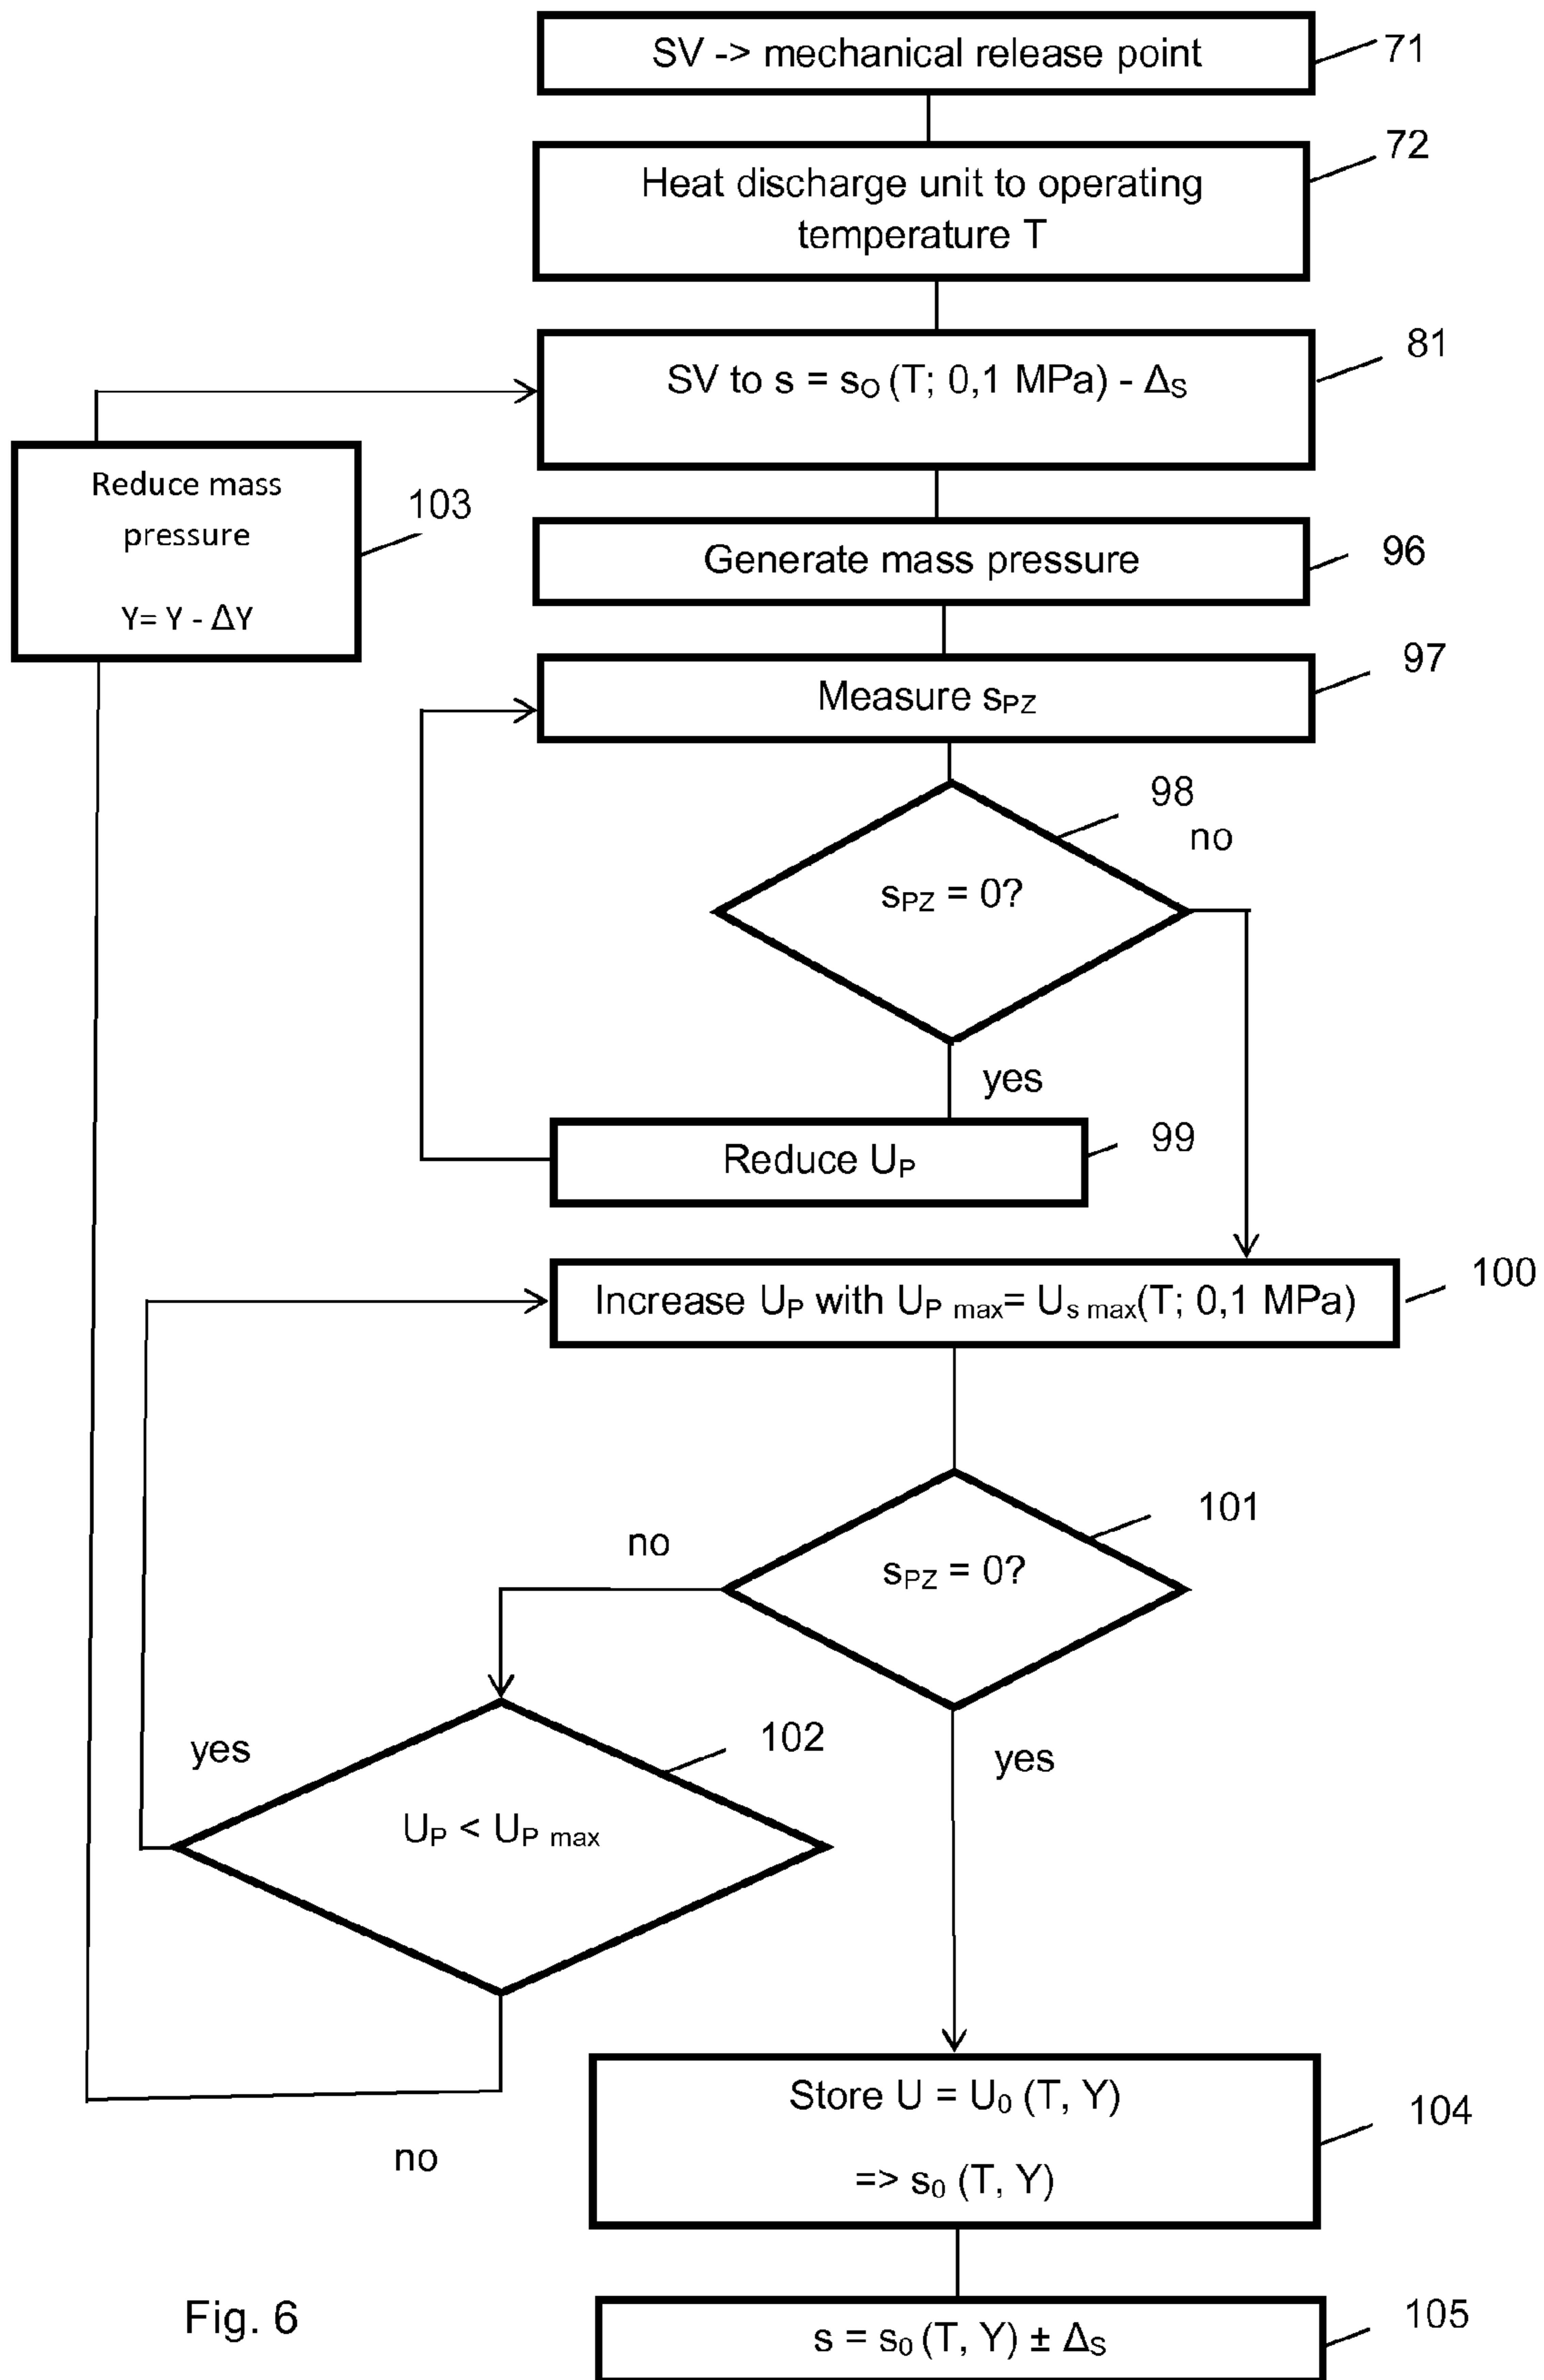 SV -> mechanical release point
71
72
Heat discharge unit to operating
temperature T
81
SV to s = sO (T; 0,1 MPa) - ΔS
Reduce mass
pressure
Y= Y - ΔY
103
Generate mass pressure
96
97
Measure sPZ
98
no
sPZ = 0?
yes
Reduce UP
99
100
Increase UP with UP max= Us max(T; 0,1 MPa)
101
no
sPZ = 0?
102
yes
yes
UP < UP max
Store U = U0 (T, Y)
=> s0 (T, Y)
104
no
Fig. 6
s = s0 (T, Y) ± ΔS
105